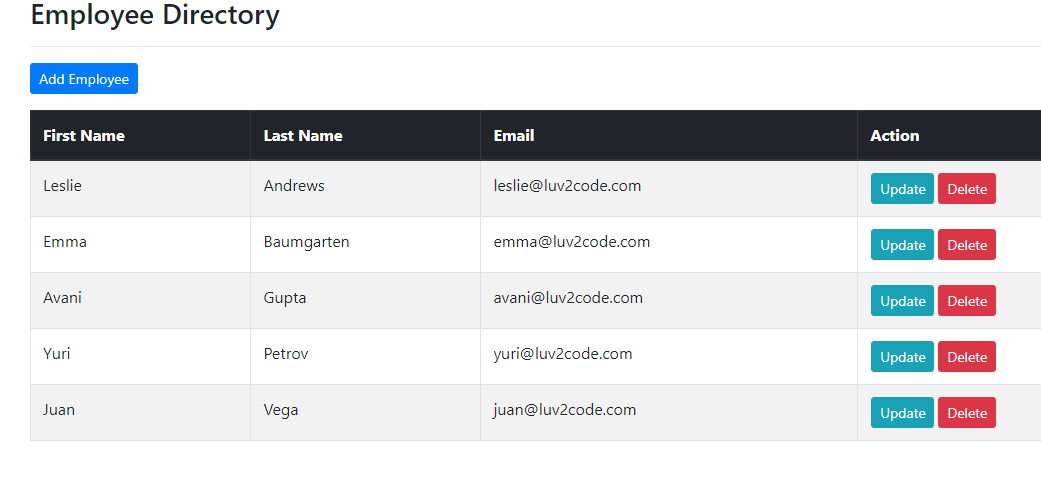 Employee Directory
Add Employee
First Name Last Name Email Action
Leslie Andrews leslie@luv2code.com Update Delete
Emma Baumgarten emma@luv2code.com Update Delete
Avani Gupta avani@luv2code.com Update Delete
Yuri Petrov yuri@luv2code.com Update Delete
Juan Vega juan@luv2code.com Update Delete